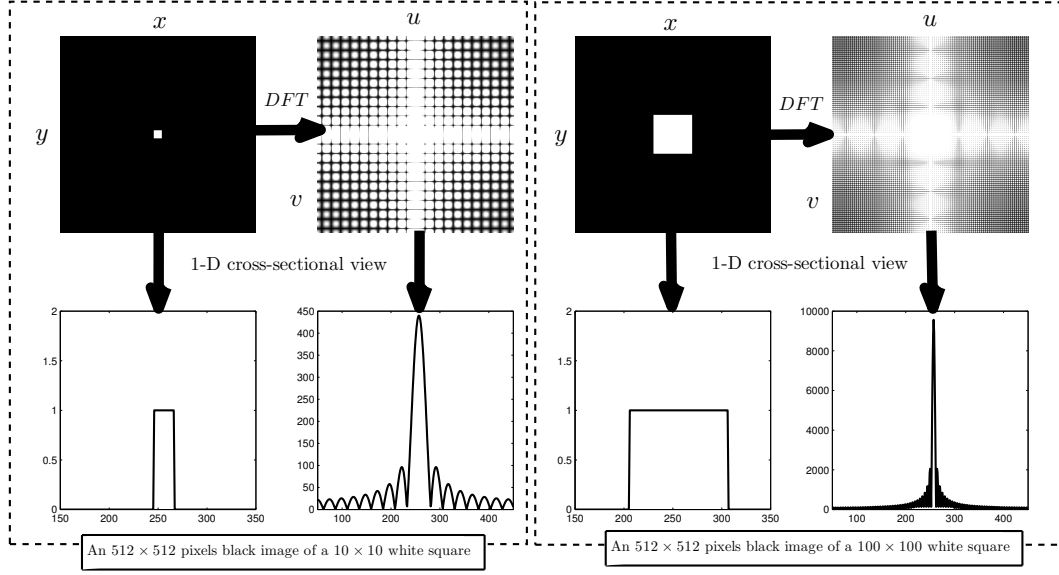 x
u
DFT
y
v
1-D cross-sectional view
2
1.5
1
0.5
0
150 200 250 300 350
450
400
350
300
250
200
150
100
50
0
100 200 300 400
An 512 × 512 pixels black image of a 10 × 10 white square
x
u
DFT
y
v
1-D cross-sectional view
2
1.5
1
0.5
0
150 200 250 300 350
10000
8000
6000
4000
2000
0
100 200 300 400
An 512 × 512 pixels black image of a 100 × 100 white square